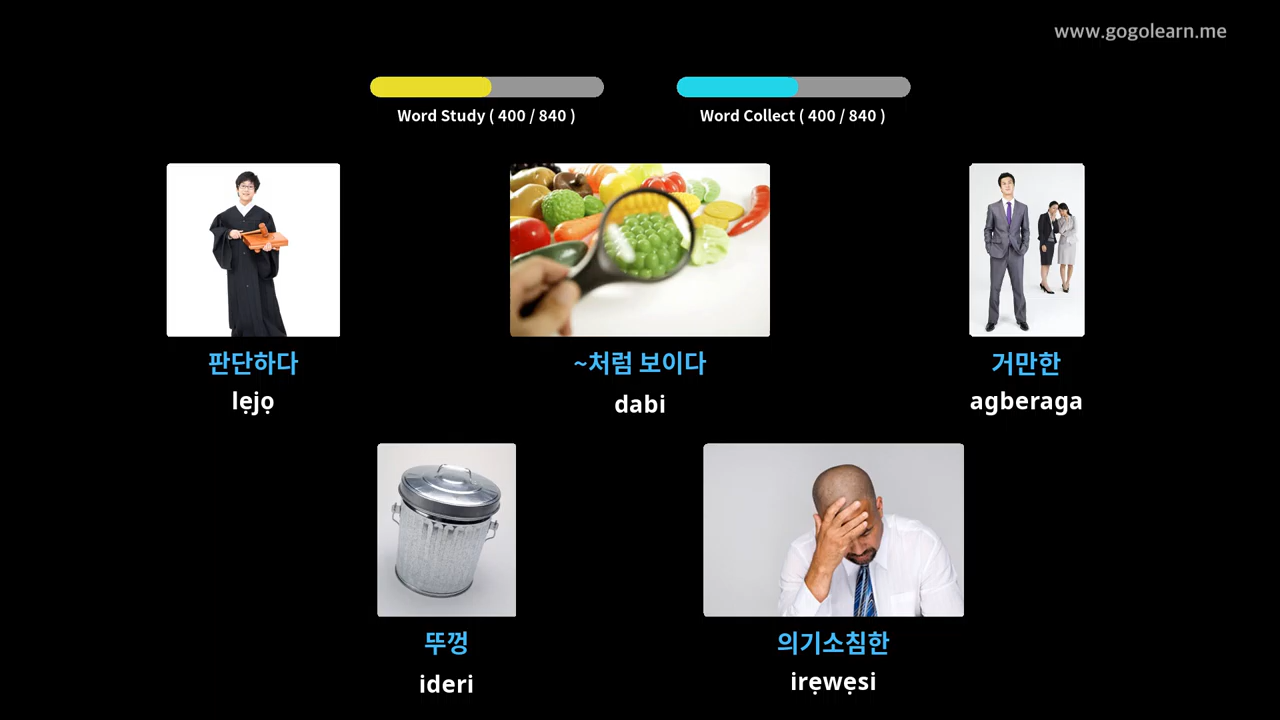 www.gogolearn.me
Word Study ( 400 / 840 )
Word Collect ( 400 / 840 )
판단하다
lẹjọ
~처럼 보이다
dabi
거만한
agberaga
뚜껑
ideri
의기소침한
irẹwẹsi